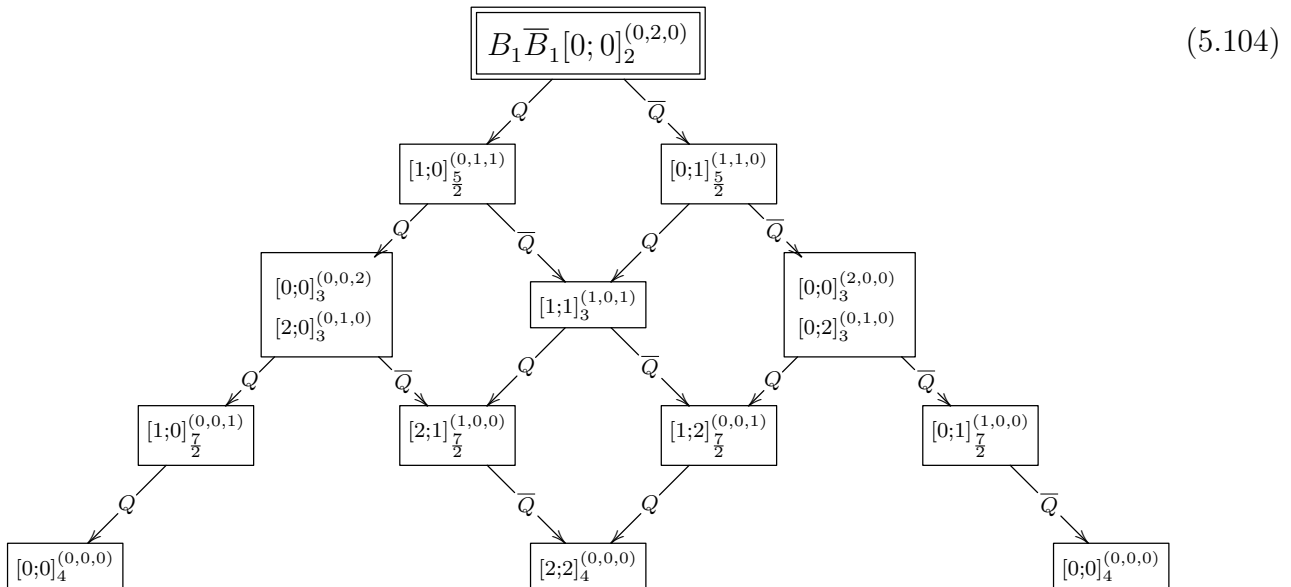 B_1\overline{B}_1[0;0]_2^{(0,2,0)} (5.104)
Q \overline{Q}
[1;0]_{\frac{5}{2}}^{(0,1,1)} [0;1]_{\frac{5}{2}}^{(1,1,0)}
Q \overline{Q} Q \overline{Q}
[0;0]_3^{(0,0,2)} [0;0]_3^{(2,0,0)}
[1;1]_3^{(1,0,1)}
[2;0]_3^{(0,1,0)} [0;2]_3^{(0,1,0)}
Q \overline{Q} Q \overline{Q} Q \overline{Q}
[1;0]_{\frac{7}{2}}^{(0,0,1)} [2;1]_{\frac{7}{2}}^{(1,0,0)} [1;2]_{\frac{7}{2}}^{(0,0,1)} [0;1]_{\frac{7}{2}}^{(1,0,0)}
Q \overline{Q} Q \overline{Q}
[0;0]_4^{(0,0,0)} [2;2]_4^{(0,0,0)} [0;0]_4^{(0,0,0)}